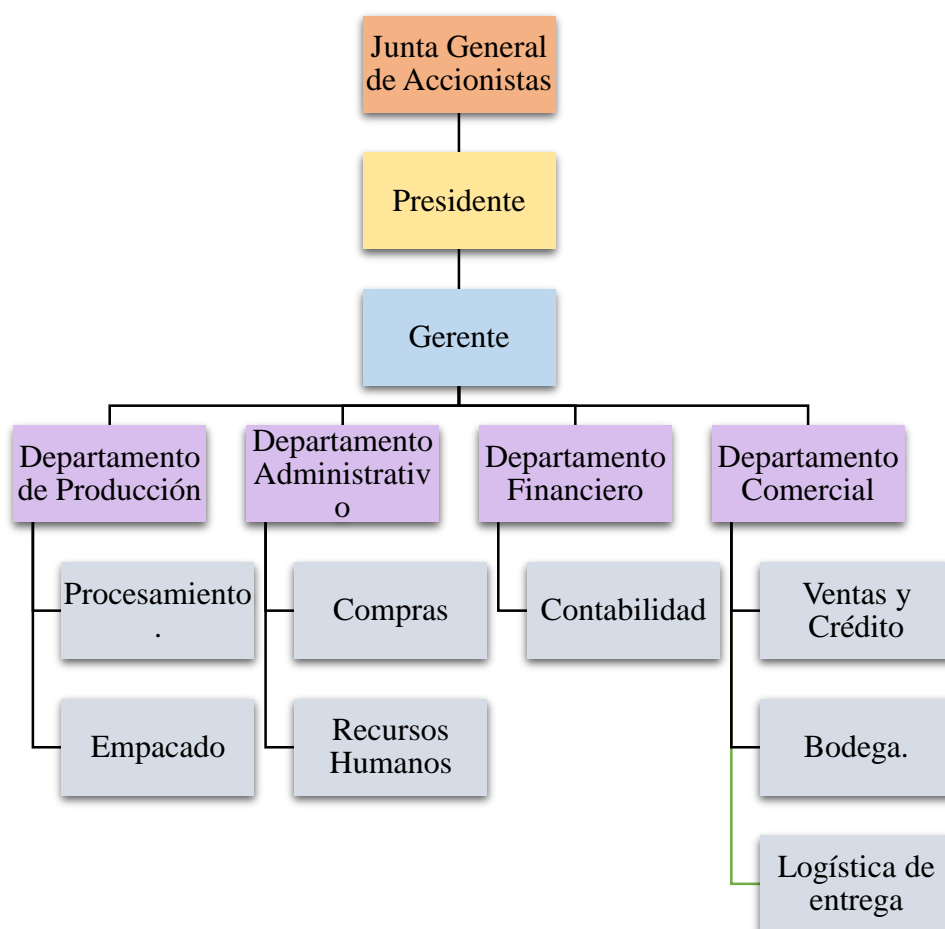 Junta General
de Accionistas
Presidente
Gerente
Departamento
de Producción
Departamento
Administrativ
o
Departamento
Financiero
Departamento
Comercial
Procesamiento
.
Compras
Contabilidad
Ventas y
Crédito
Empacado
Recursos
Humanos
Bodega.
Logística de
entrega